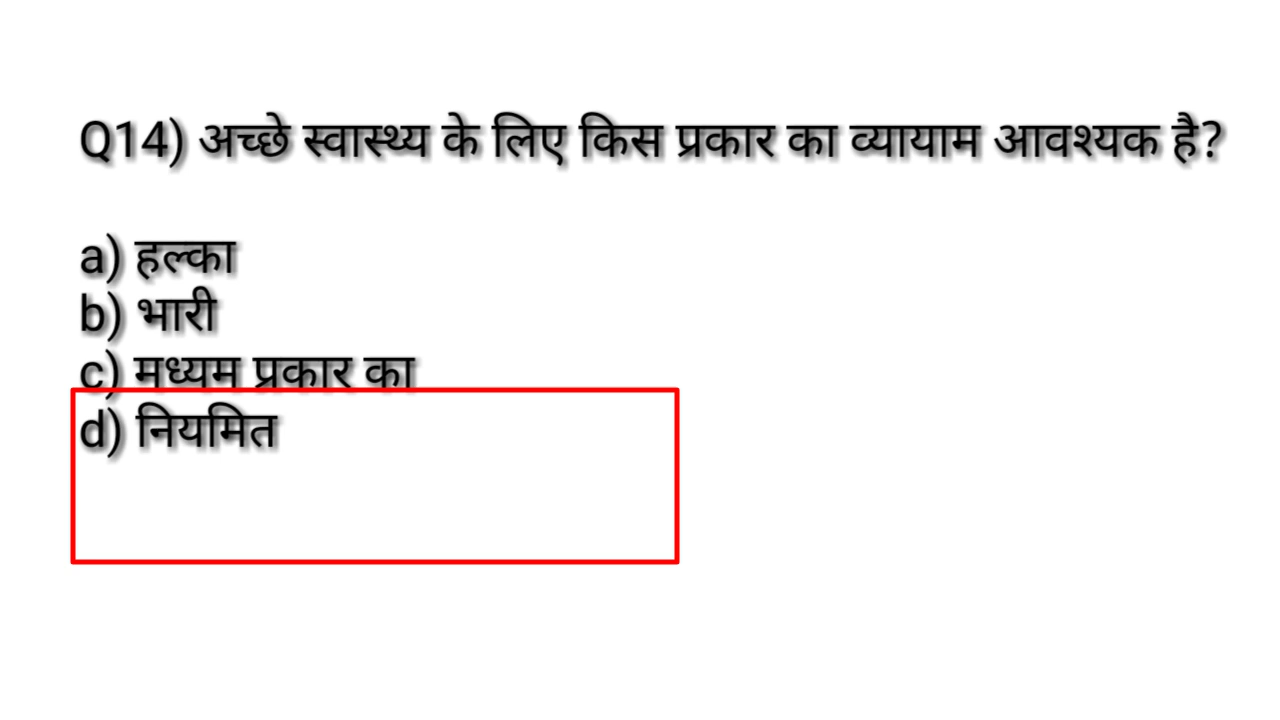 Q14) अच्छे स्वास्थ्य के लिए किस प्रकार का व्यायाम आवश्यक है?
a) हल्का
b) भारी
c) मध्यम प्रकार का
d) नियमित